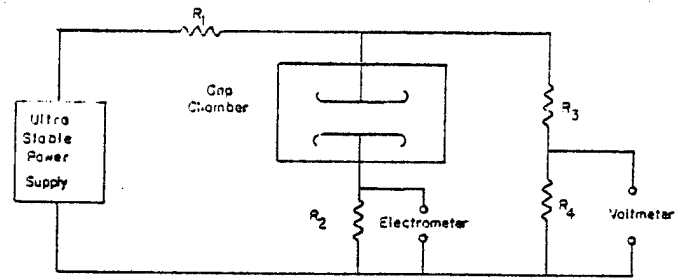 R1
Gap
Chamber
Ultra
Stable
Power
Supply
R3
R2
Electrometer
R4
Voltmeter